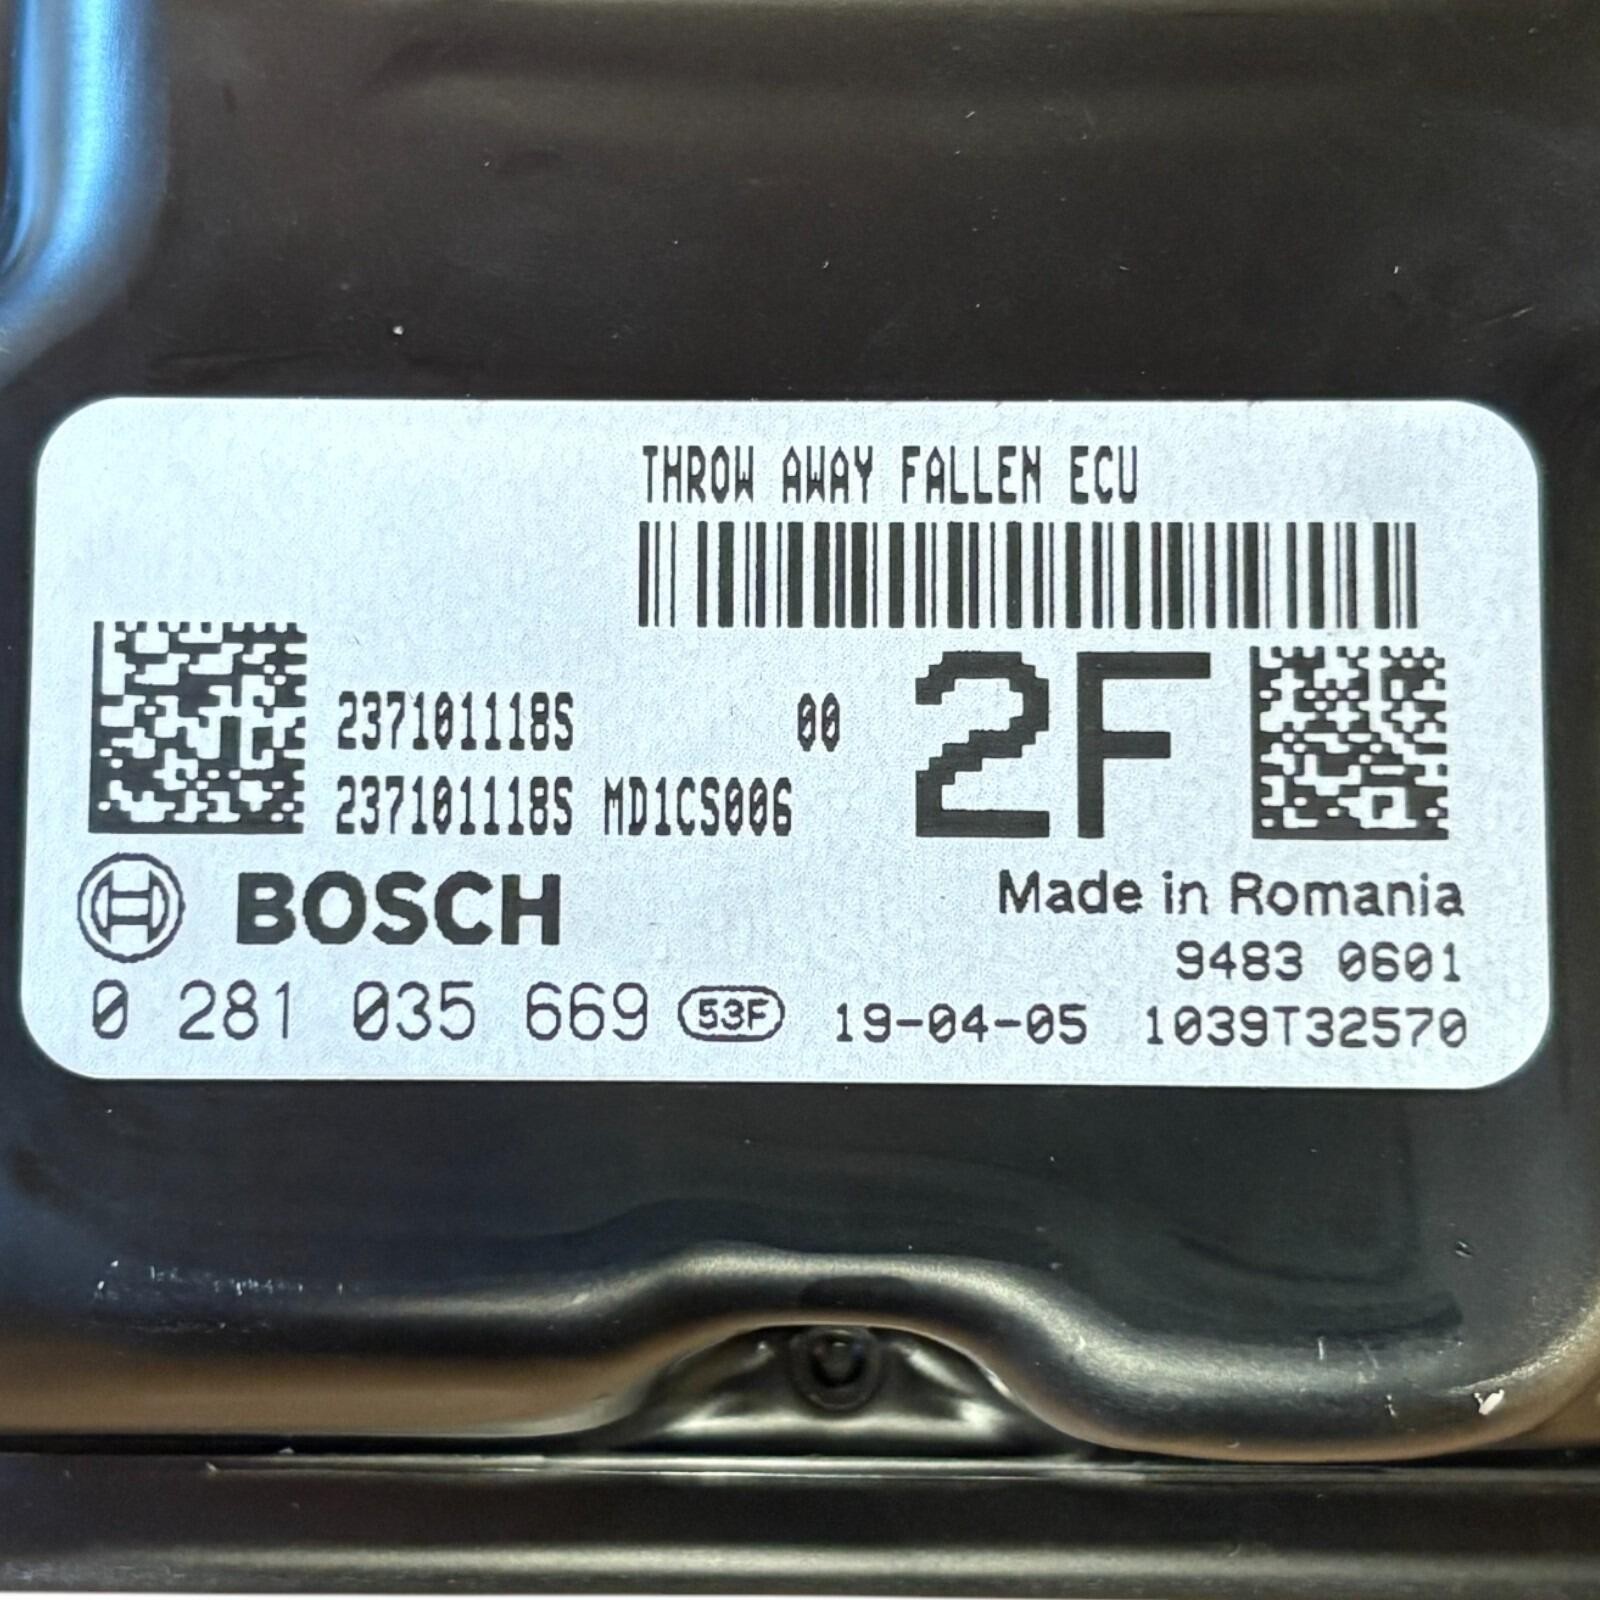 THROW AWAY FALLEN ECU
237101118S 00 2F
237101118S MD1CS006
BOSCH
Made in Romania
9483 0601
0 281 035 669 53F 19-04-05 1039T32570